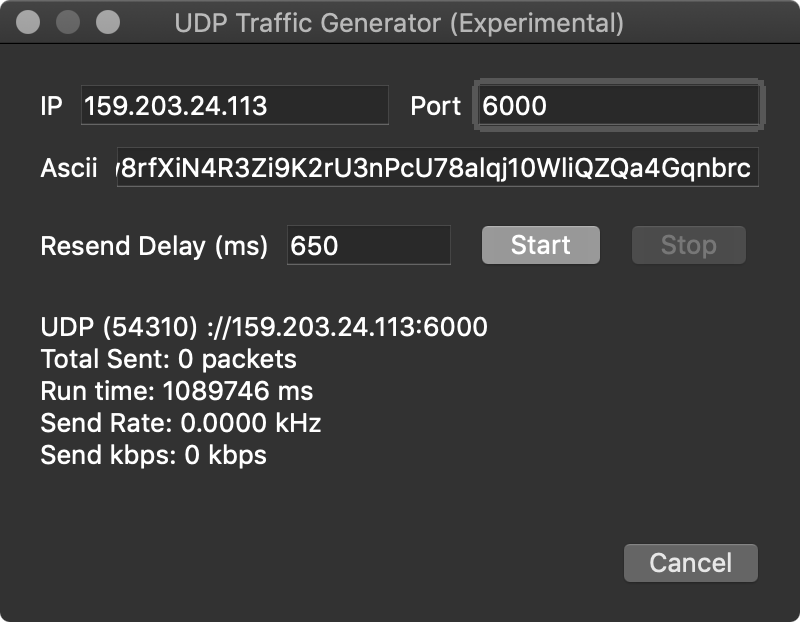 UDP Traffic Generator (Experimental)
IP 159.203.24.113 Port 6000
Ascii 8rfXiN4R3Zi9K2rU3nPcU78alqj10WliQZQa4Gqnbrc
Resend Delay (ms) 650 Start Stop
UDP (54310) ://159.203.24.113:6000
Total Sent: 0 packets
Run time: 1089746 ms
Send Rate: 0.0000 kHz
Send kbps: 0 kbps
Cancel